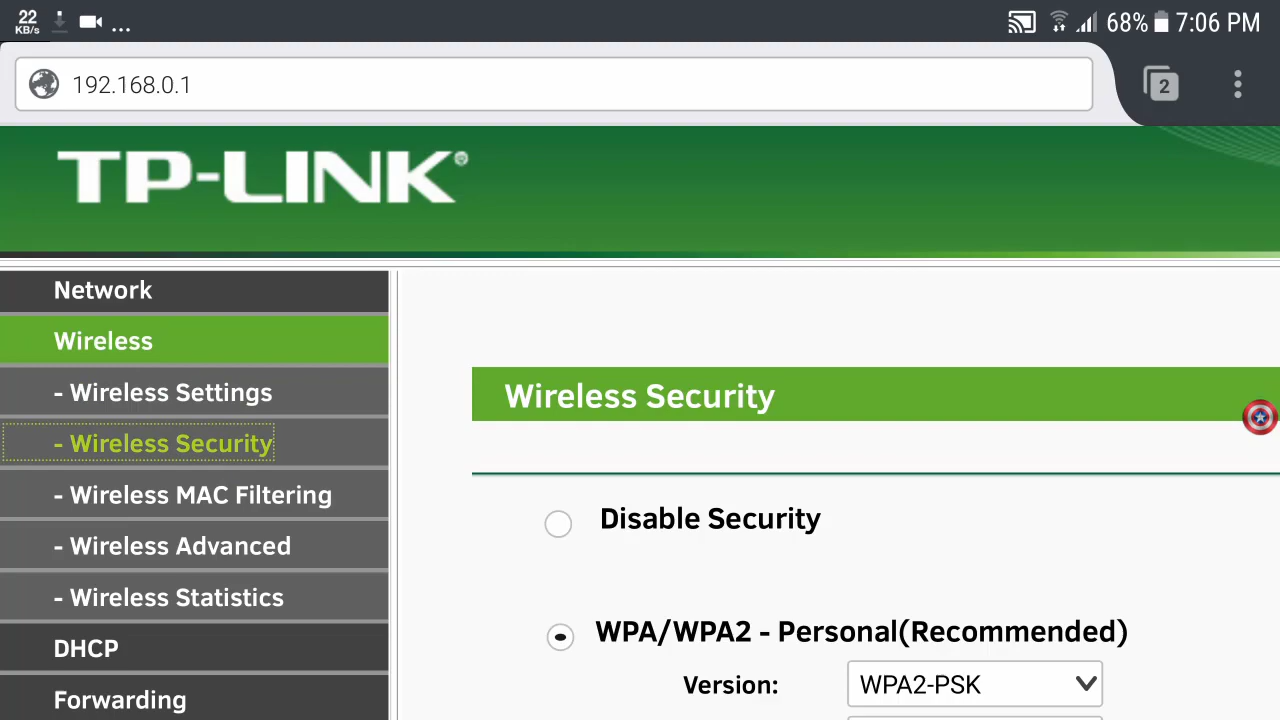 22 KB/s ... 68% 7:06 PM
192.168.0.1 2
TP-LINK®
Network
Wireless
- Wireless Settings
- Wireless Security
- Wireless MAC Filtering
- Wireless Advanced
- Wireless Statistics
DHCP
Forwarding
Wireless Security
Disable Security
WPA/WPA2 - Personal(Recommended)
Version: WPA2-PSK